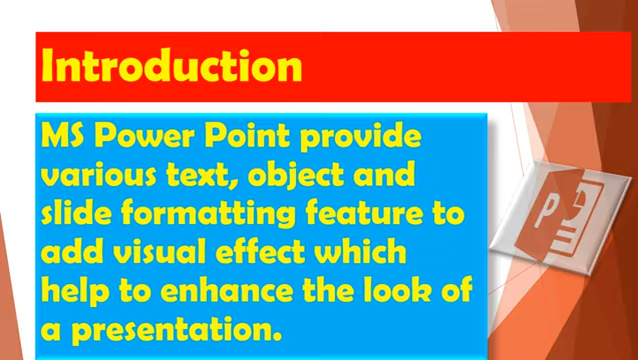 Introduction
MS Power Point provide
various text, object and
slide formatting feature to
add visual effect which
help to enhance the look of
a presentation.
P